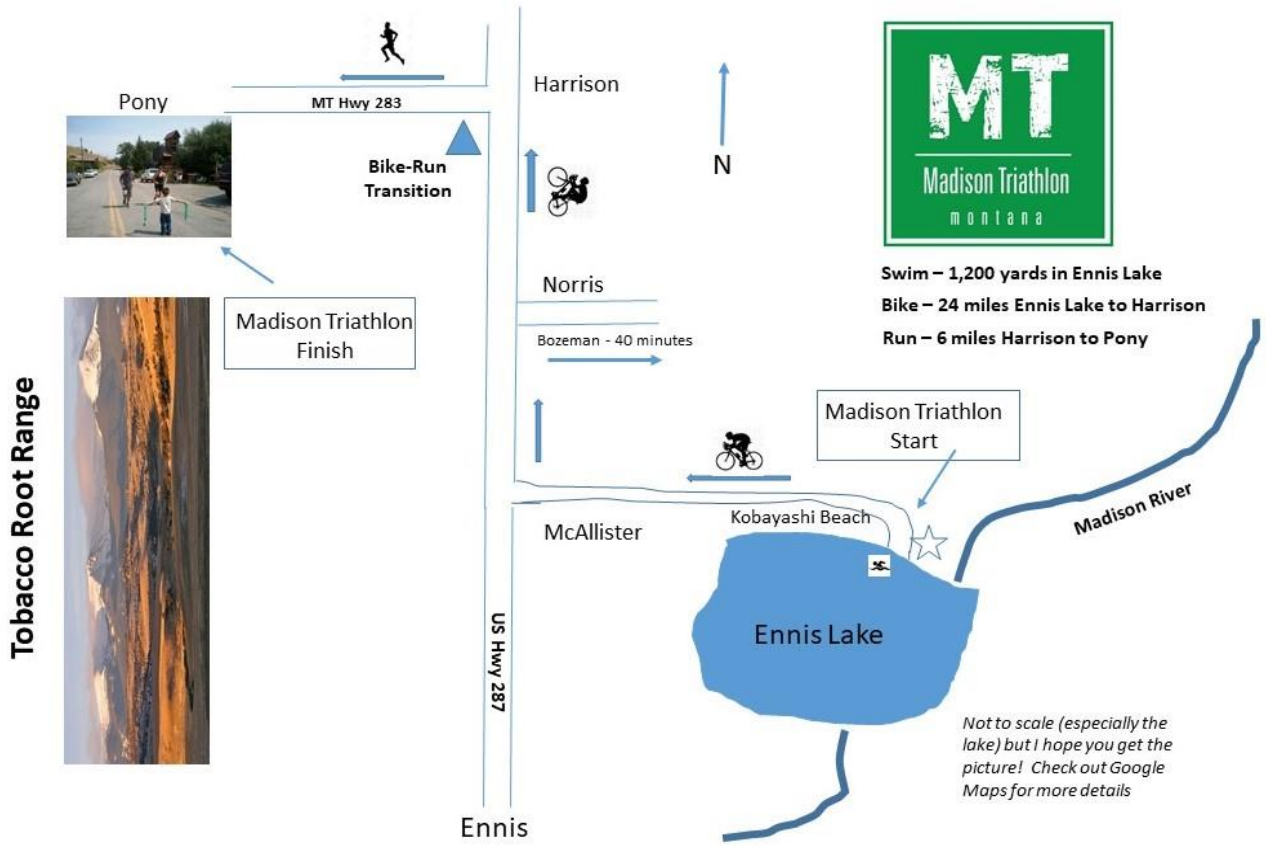 Pony
MT Hwy 283
Harrison
N
Bike-Run
Transition
MT
Madison Triathlon
montana
Swim – 1,200 yards in Ennis Lake
Bike – 24 miles Ennis Lake to Harrison
Run – 6 miles Harrison to Pony
Madison Triathlon
Finish
Norris
Bozeman - 40 minutes
Tobacco Root Range
Madison Triathlon
Start
Madison River
Kobayashi Beach
McAllister
US Hwy 287
Ennis Lake
Not to scale (especially the
lake) but I hope you get the
picture!  Check out Google
Maps for more details
Ennis